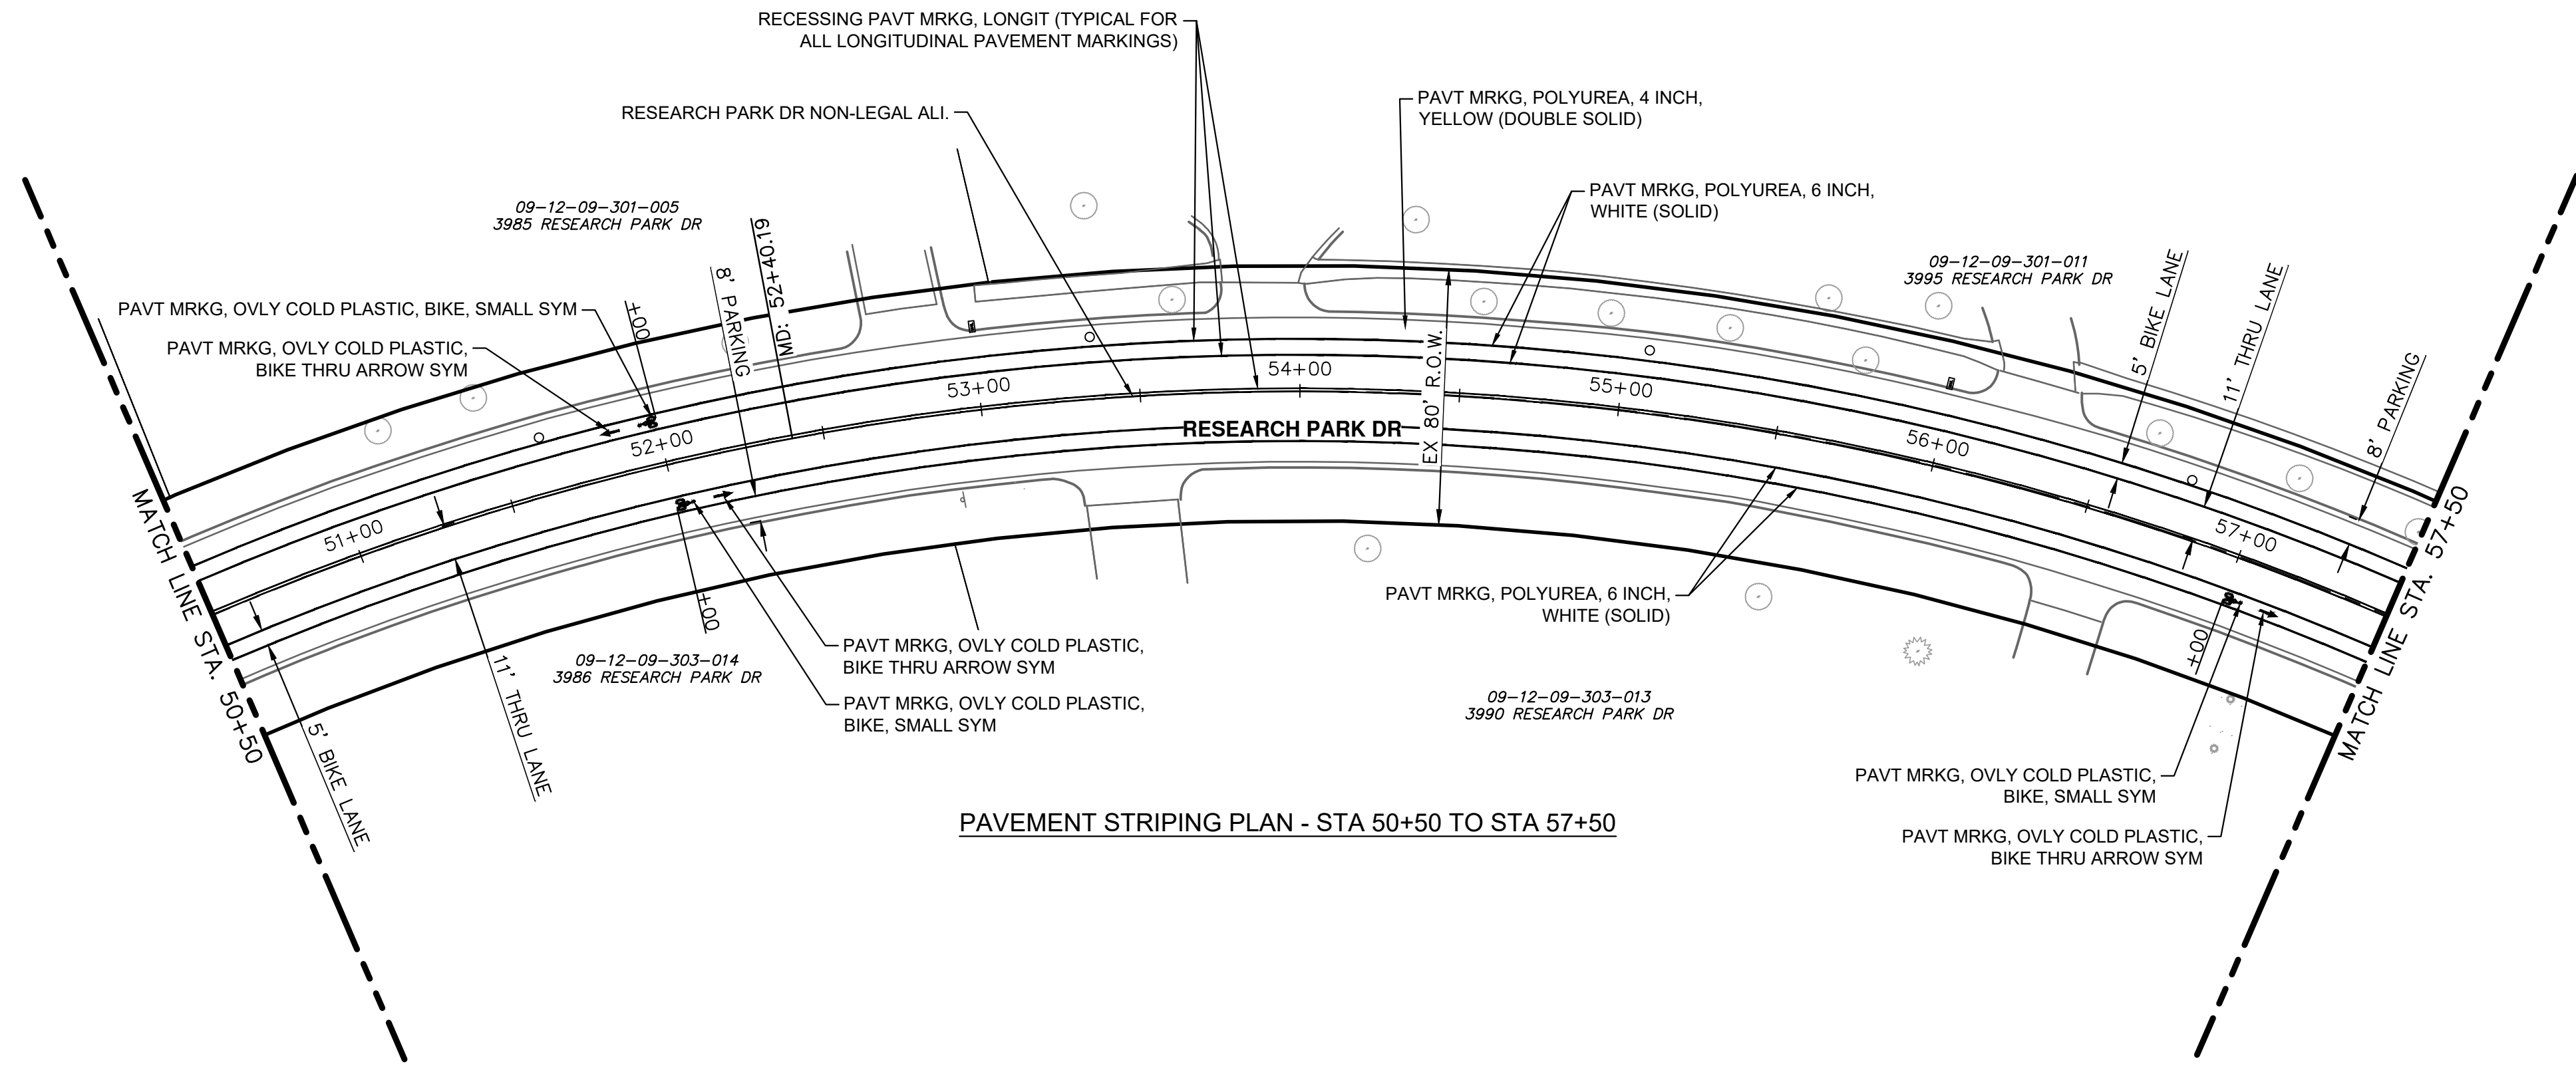 RECESSING PAVT MRKG, LONGIT (TYPICAL FOR
ALL LONGITUDINAL PAVEMENT MARKINGS)
RESEARCH PARK DR NON-LEGAL ALI.
PAVT MRKG, POLYUREA, 4 INCH,
YELLOW (DOUBLE SOLID)
PAVT MRKG, POLYUREA, 6 INCH,
WHITE (SOLID)
09-12-09-301-005
3985 RESEARCH PARK DR
MD: 52+40.19
8' PARKING
09-12-09-301-011
3995 RESEARCH PARK DR
5' BIKE LANE
11' THRU LANE
8' PARKING
PAVT MRKG, OVLY COLD PLASTIC, BIKE, SMALL SYM
+00
PAVT MRKG, OVLY COLD PLASTIC,
BIKE THRU ARROW SYM
51+00
52+00
53+00
54+00
55+00
56+00
57+00
RESEARCH PARK DR
EX 80' R.O.W.
MATCH LINE STA. 50+50
MATCH LINE STA. 57+50
5' BIKE LANE
11' THRU LANE
+00
09-12-09-303-014
3986 RESEARCH PARK DR
PAVT MRKG, OVLY COLD PLASTIC,
BIKE THRU ARROW SYM
PAVT MRKG, OVLY COLD PLASTIC,
BIKE, SMALL SYM
PAVT MRKG, POLYUREA, 6 INCH,
WHITE (SOLID)
09-12-09-303-013
3990 RESEARCH PARK DR
+00
PAVT MRKG, OVLY COLD PLASTIC,
BIKE, SMALL SYM
PAVT MRKG, OVLY COLD PLASTIC,
BIKE THRU ARROW SYM
PAVEMENT STRIPING PLAN - STA 50+50 TO STA 57+50